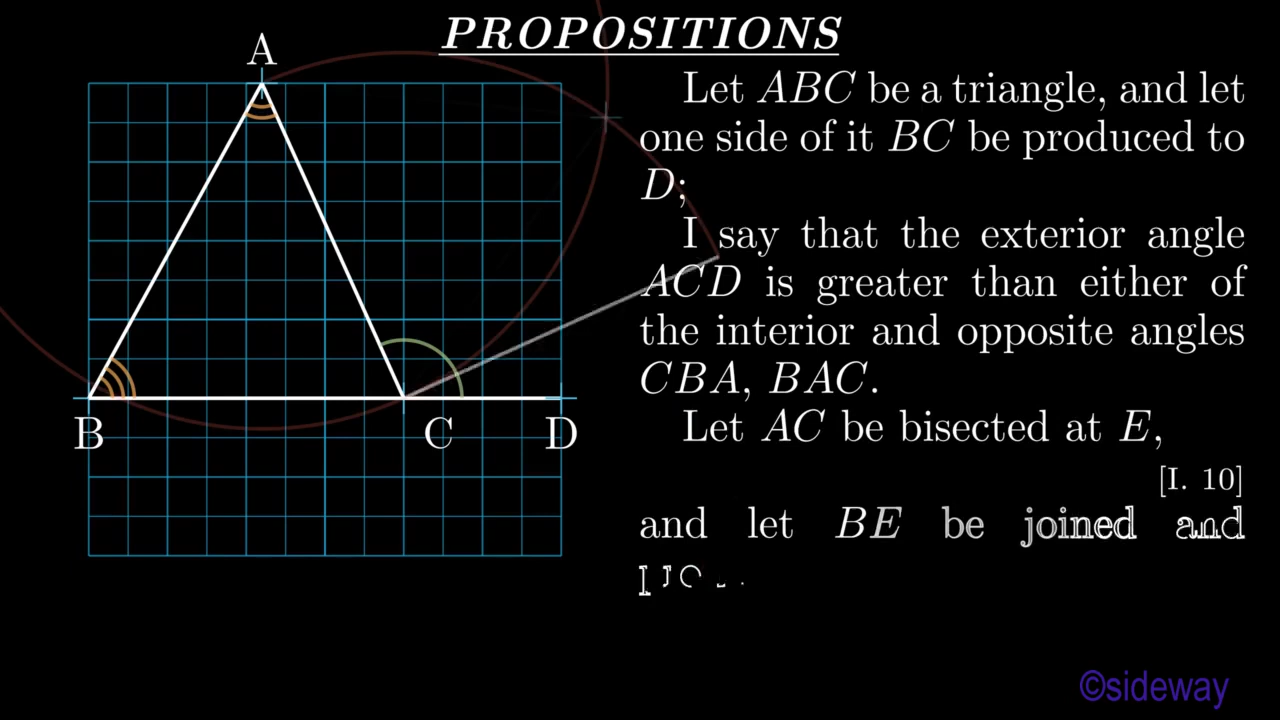 PROPOSITIONS
A
Let ABC be a triangle, and let
one side of it BC be produced to
D;
I say that the exterior angle
ACD is greater than either of
the interior and opposite angles
CBA, BAC.
Let AC be bisected at E,
[I. 10]
and let BE be joined and
B C D
©sideway